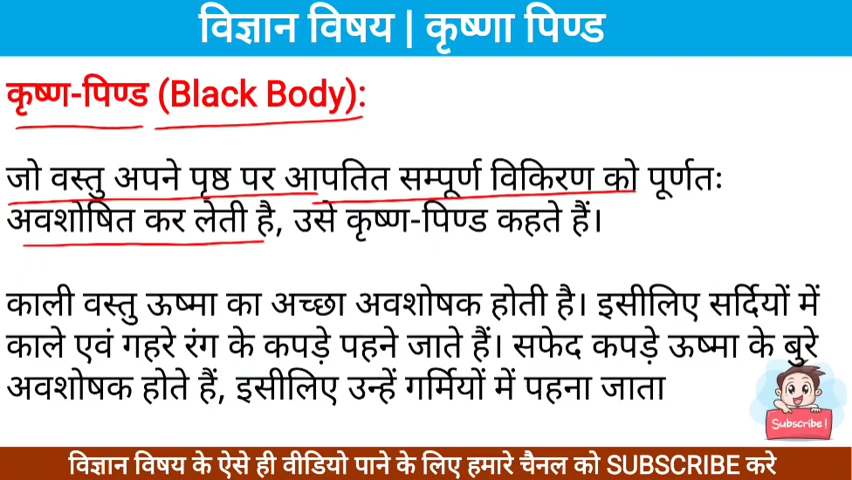 विज्ञान विषय | कृष्णा पिण्ड
कृष्ण-पिण्ड (Black Body):
जो वस्तु अपने पृष्ठ पर आपतित सम्पूर्ण विकिरण को पूर्णतः
अवशोषित कर लेती है, उसे कृष्ण-पिण्ड कहते हैं।
काली वस्तु ऊष्मा का अच्छा अवशोषक होती है। इसीलिए सर्दियों में
काले एवं गहरे रंग के कपड़े पहने जाते हैं। सफेद कपड़े ऊष्मा के बुरे
अवशोषक होते हैं, इसीलिए उन्हें गर्मियों में पहना जाता
Subscribe!
विज्ञान विषय के ऐसे ही वीडियो पाने के लिए हमारे चैनल को SUBSCRIBE करे